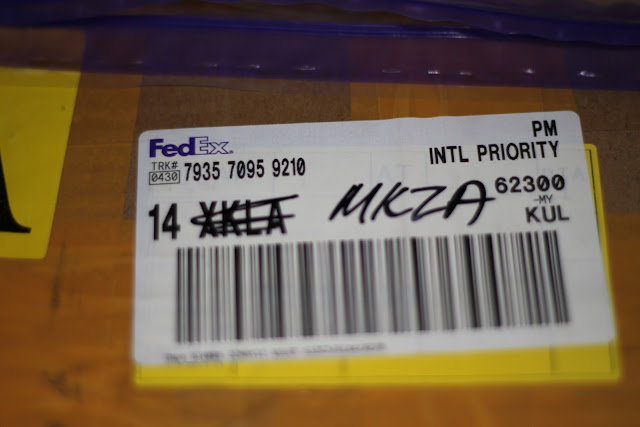 FedEx.
PM
INTL PRIORITY
TRK#
0430
7935 7095 9210
14 XKLA MKZA 62300
-MY
KUL